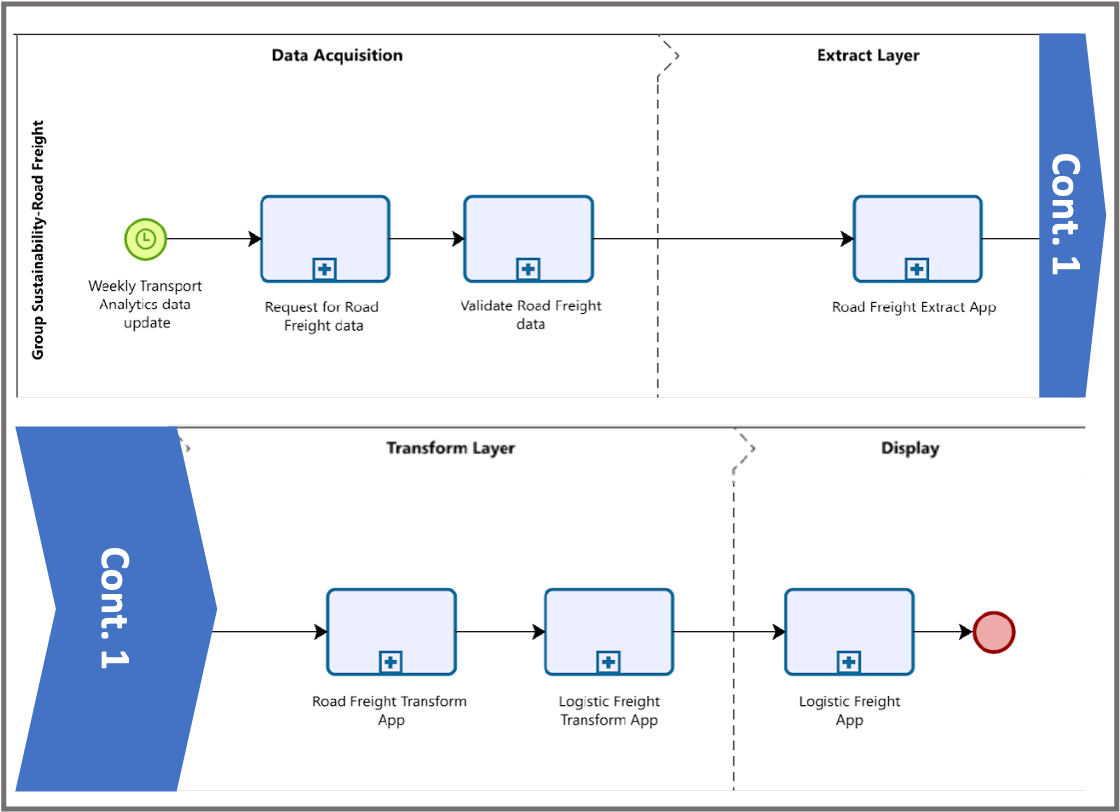 Data Acquisition
Extract Layer
Group Sustainability-Road Freight
Weekly Transport
Analytics data
update
Request for Road
Freight data
Validate Road Freight
data
Road Freight Extract App
Cont. 1
Cont. 1
Transform Layer
Display
Road Freight Transform
App
Logistic Freight
Transform App
Logistic Freight
App